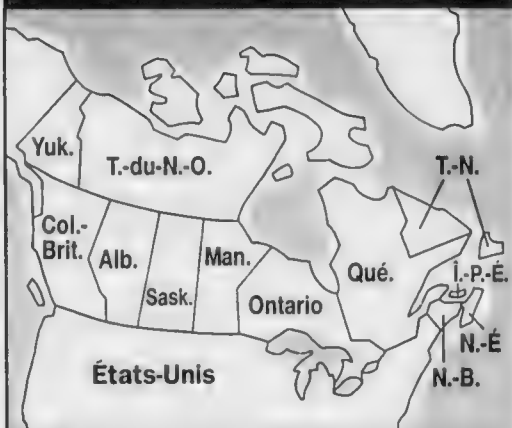 Yuk.
T.-du-N.-O.
T.-N.
Col.-
Brit.
Alb.
Sask.
Man.
Ontario
Qué.
Î.-P.-É.
N.-É
N.-B.
États-Unis